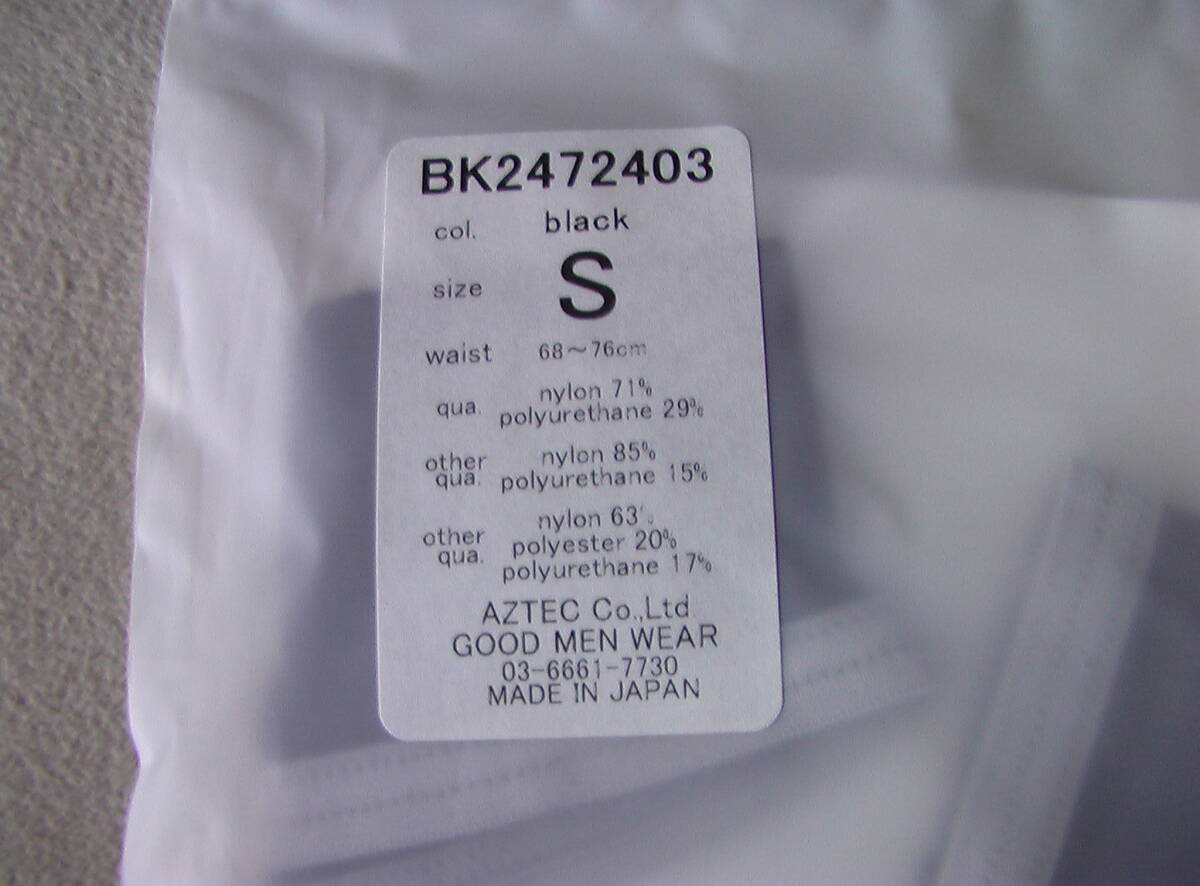 BK2472403
col. black
size S
waist 68～76cm
qua. nylon 71%
polyurethane 29%
other qua. nylon 85%
polyurethane 15%
other qua. nylon 63%
polyester 20%
polyurethane 17%
AZTEC Co.,Ltd
GOOD MEN WEAR
03-6661-7730
MADE IN JAPAN